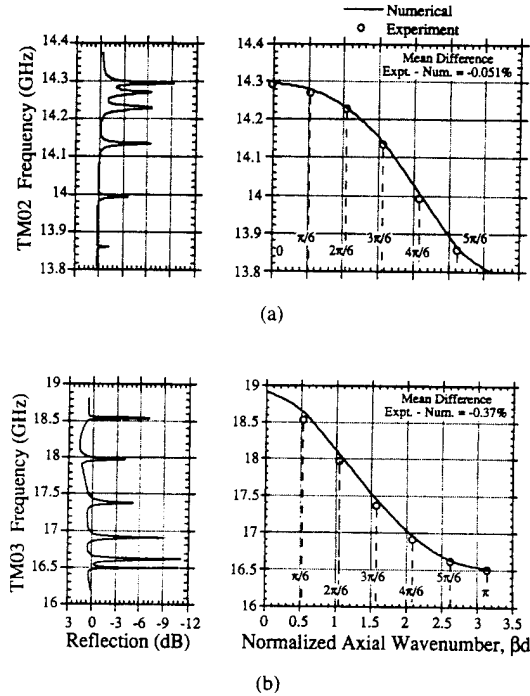 Numerical
Experiment
14.4
14.3
14.2
14.1
14
13.9
13.8
TM02 Frequency (GHz)
14.4
14.3
14.2
14.1
14
13.9
13.8
Mean Difference
Expt. - Num. = -0.051%
0
π/6
2π/6
3π/6
4π/6
5π/6
(a)
19
18.5
18
17.5
17
16.5
16
TM03 Frequency (GHz)
3 0 -3 -6 -9 -12
Reflection (dB)
19
18.5
18
17.5
17
16.5
16
Mean Difference
Expt. - Num. = -0.37%
π/6
2π/6
3π/6
4π/6
5π/6
π
0 0.5 1 1.5 2 2.5 3 3.5
Normalized Axial Wavenumber, βd
(b)